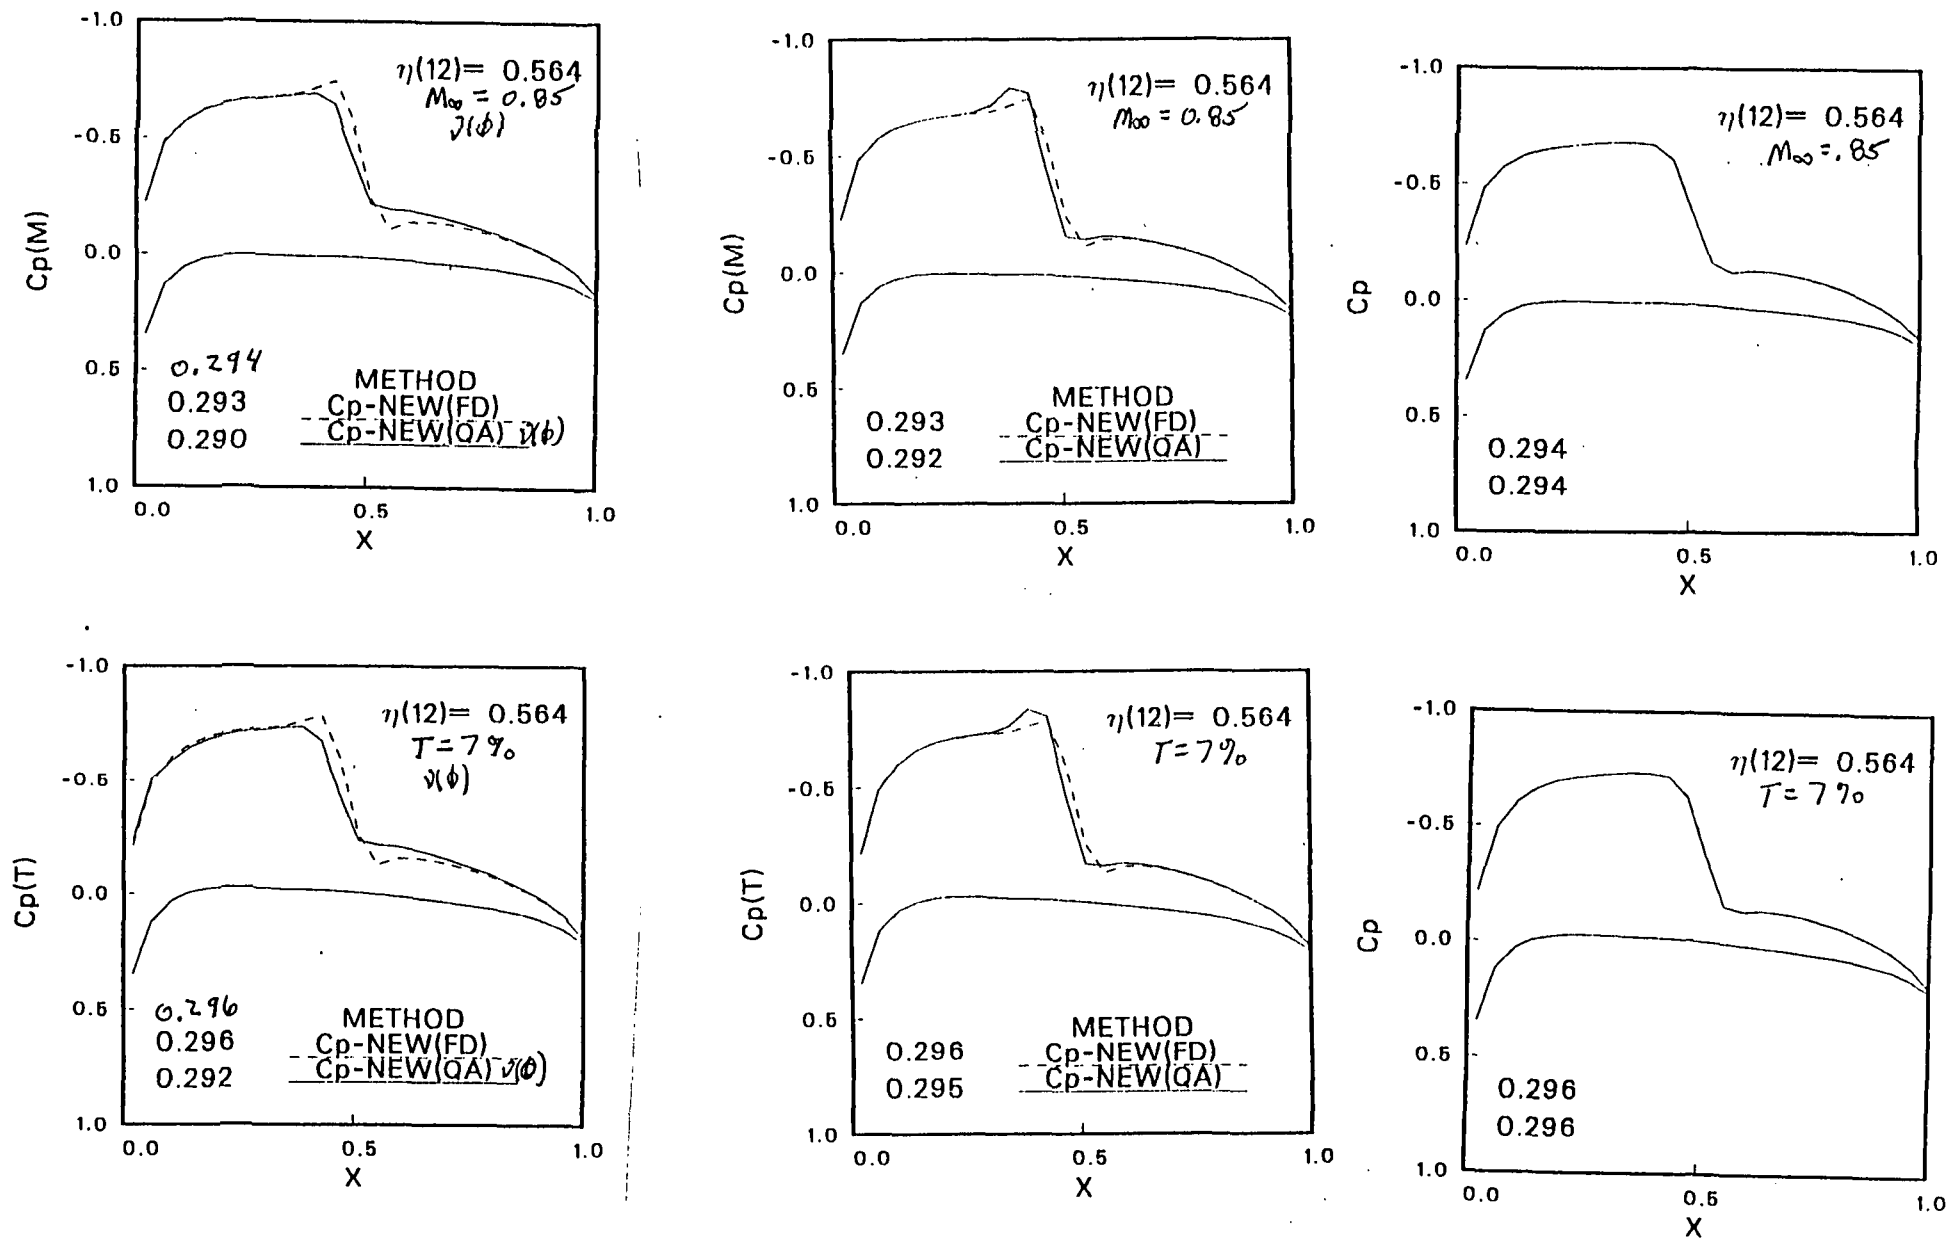 -1.0
-0.5
0.0
0.5
1.0
Cp(M)
η(12)= 0.564
M∞ = 0.85
ν(ϕ)
0.294
0.293
0.290
METHOD
Cp-NEW(FD)
Cp-NEW(QA) ν(ϕ)
0.0
0.5
1.0
X
-1.0
-0.5
0.0
0.5
1.0
Cp(M)
η(12)= 0.564
M∞ = 0.85
0.293
0.292
METHOD
Cp-NEW(FD)
Cp-NEW(QA)
0.0
0.5
1.0
X
-1.0
-0.5
0.0
0.5
1.0
Cp
η(12)= 0.564
M∞ = .85
0.294
0.294
0.0
0.5
1.0
X
-1.0
-0.5
0.0
0.5
1.0
Cp(T)
η(12)= 0.564
T = 7%
ν(ϕ)
0.296
0.296
0.292
METHOD
Cp-NEW(FD)
Cp-NEW(QA) ν(ϕ)
0.0
0.5
1.0
X
-1.0
-0.5
0.0
0.5
1.0
Cp(T)
η(12)= 0.564
T = 7%
0.296
0.295
METHOD
Cp-NEW(FD)
Cp-NEW(QA)
0.0
0.5
1.0
X
-1.0
-0.5
0.0
0.5
1.0
Cp
η(12)= 0.564
T = 7%
0.296
0.296
0.0
0.5
1.0
X